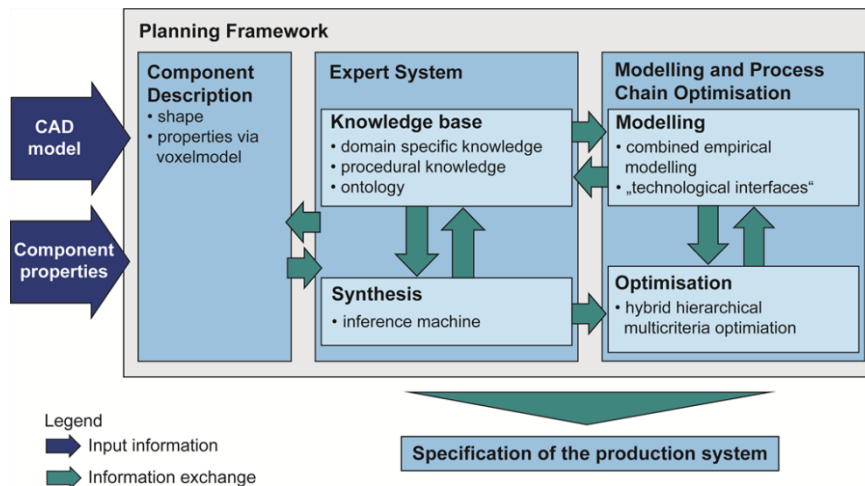 Planning Framework
CAD
model
Component
properties
Component
Description
• shape
• properties via
voxelmodel
Expert System
Knowledge base
• domain specific knowledge
• procedural knowledge
• ontology
Synthesis
• inference machine
Modelling and Process
Chain Optimisation
Modelling
• combined empirical
modelling
• „technological interfaces“
Optimisation
• hybrid hierarchical
multicriteria optimiation
Legend
Input information
Information exchange
Specification of the production system